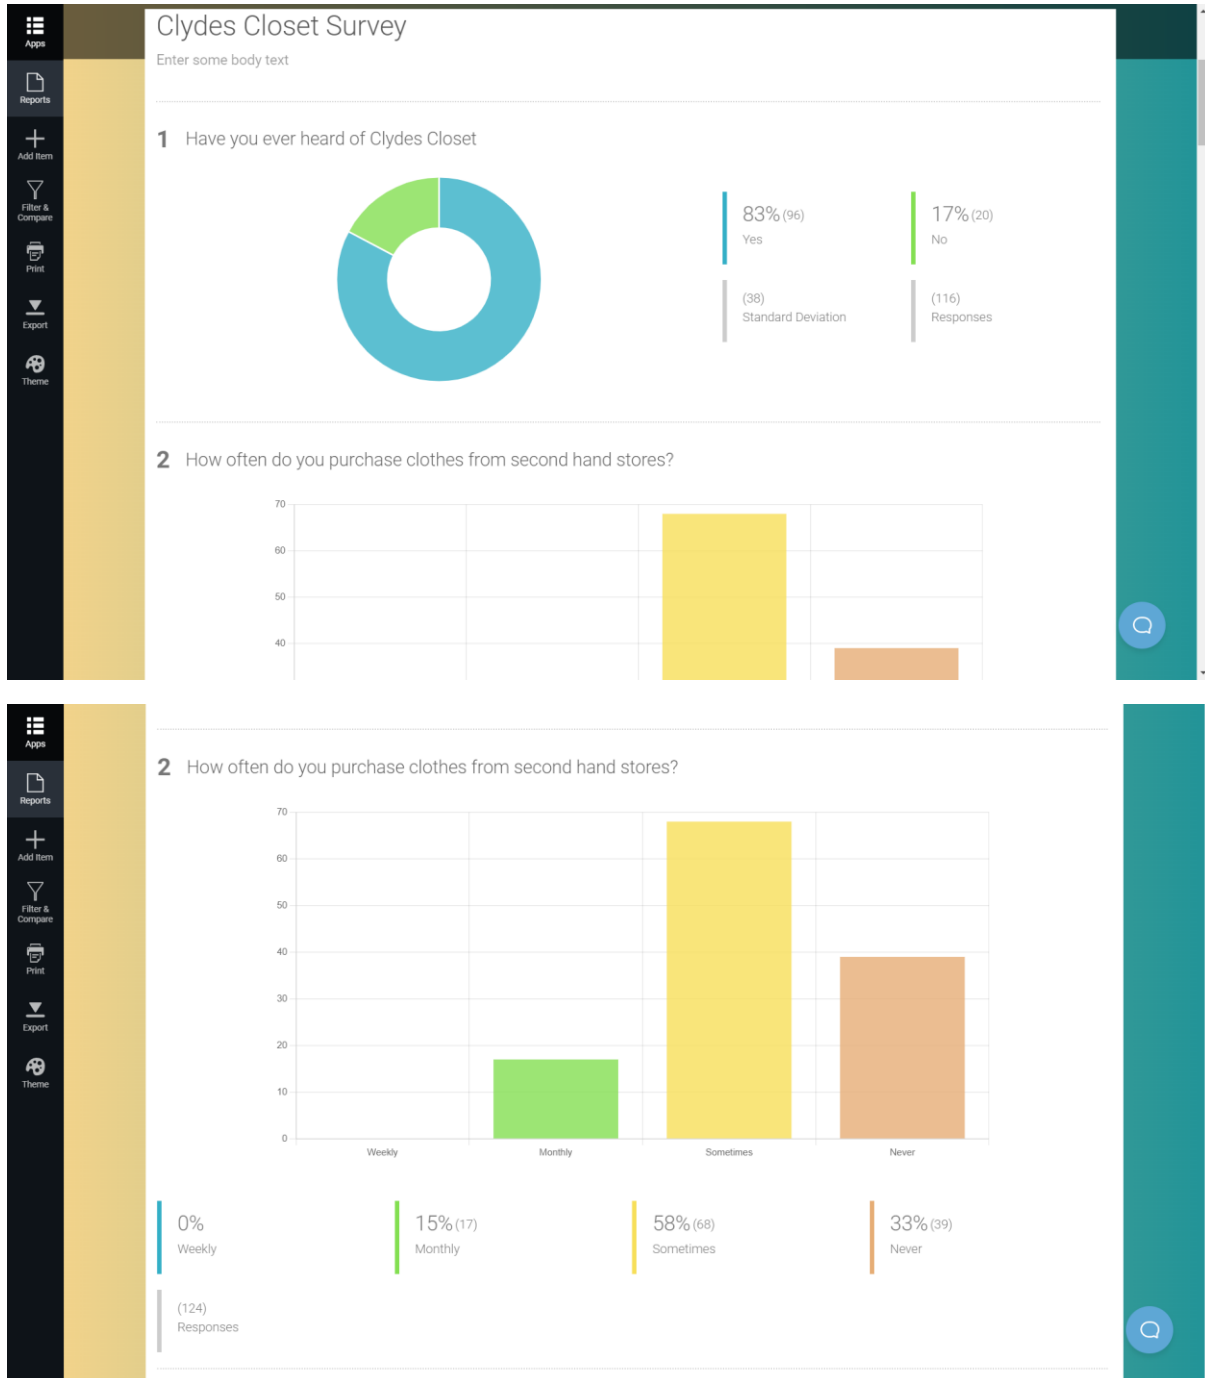 Apps
Reports
Add Item
Filter &
Compare
Print
Export
Theme
Clydes Closet Survey
Enter some body text
1 Have you ever heard of Clydes Closet
83% (96)
Yes
17% (20)
No
(38)
Standard Deviation
(116)
Responses
2 How often do you purchase clothes from second hand stores?
70
60
50
40
Apps
Reports
Add Item
Filter &
Compare
Print
Export
Theme
2 How often do you purchase clothes from second hand stores?
70
60
50
40
30
20
10
0
Weekly Monthly Sometimes Never
0%
Weekly
15% (17)
Monthly
58% (68)
Sometimes
33% (39)
Never
(124)
Responses